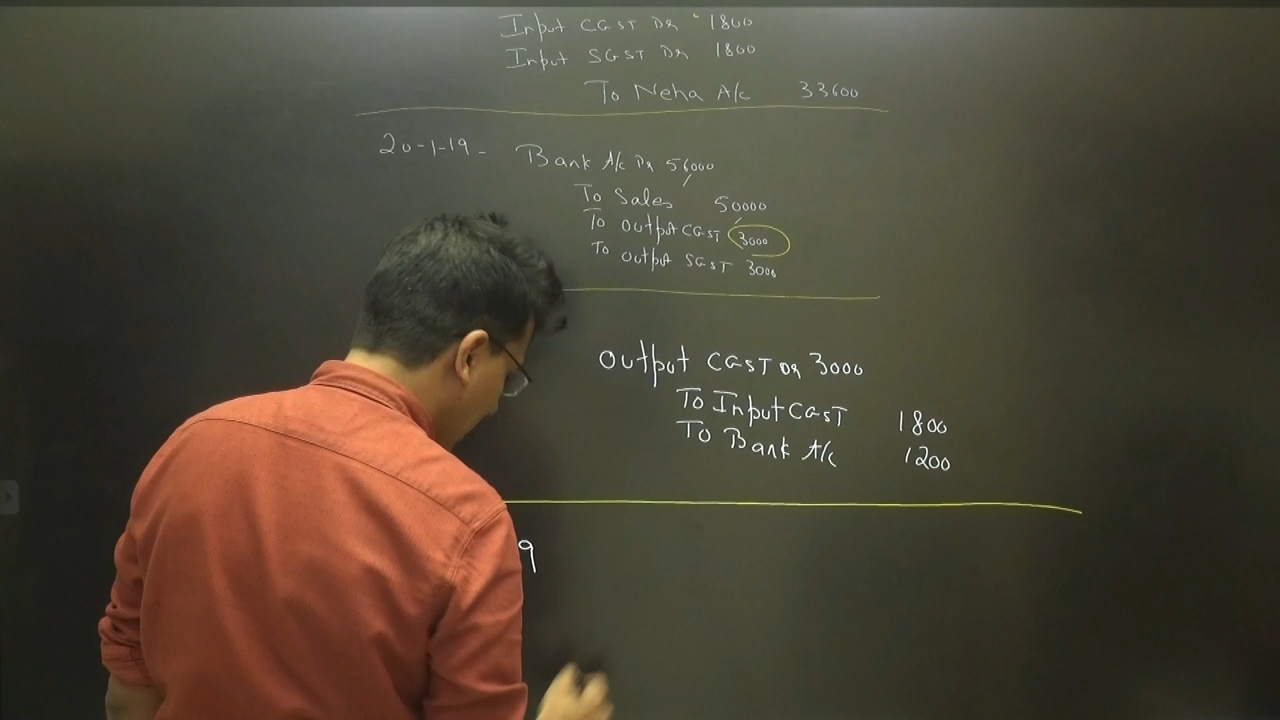 Input CGST Dr 1800
Input SGST Dr 1800
To Neha A/c 33600
20-1-19- Bank A/c Dr 56000
To Sales 50000
To output CGST 3000
To output SGST 3000
Output CGST Dr 3000
To Input CGST 1800
To Bank A/c 1200
9